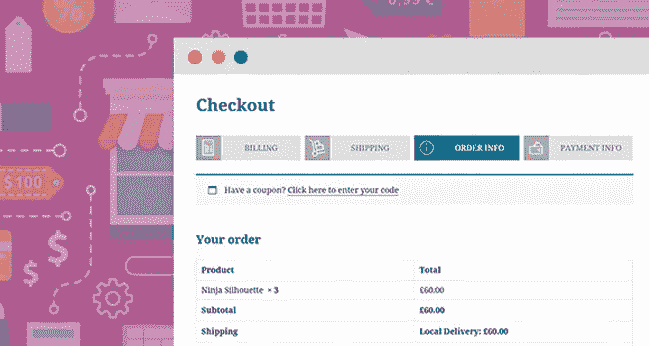 0,99 €
%
$100
$
$
$
Checkout
BILLING SHIPPING ORDER INFO PAYMENT INFO
Have a coupon? Click here to enter your code
Your order
Product Total
Ninja Silhouette × 3 £60.00
Subtotal £60.00
Shipping Local Delivery: £60.00